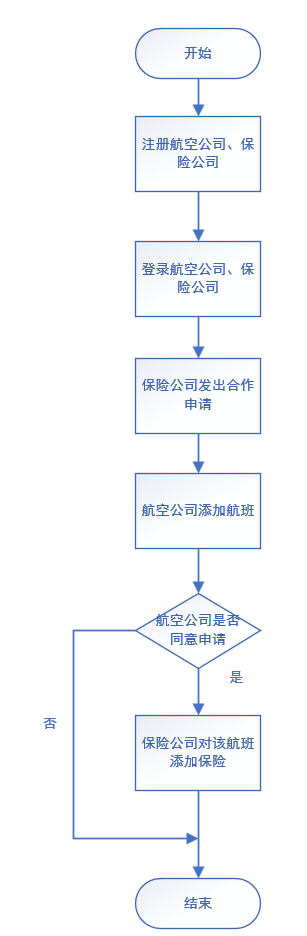 开始
注册航空公司、保
险公司
登录航空公司、保
险公司
保险公司发出合作
申请
航空公司添加航班
航空公司是否
同意申请
是
否
保险公司对该航班
添加保险
结束